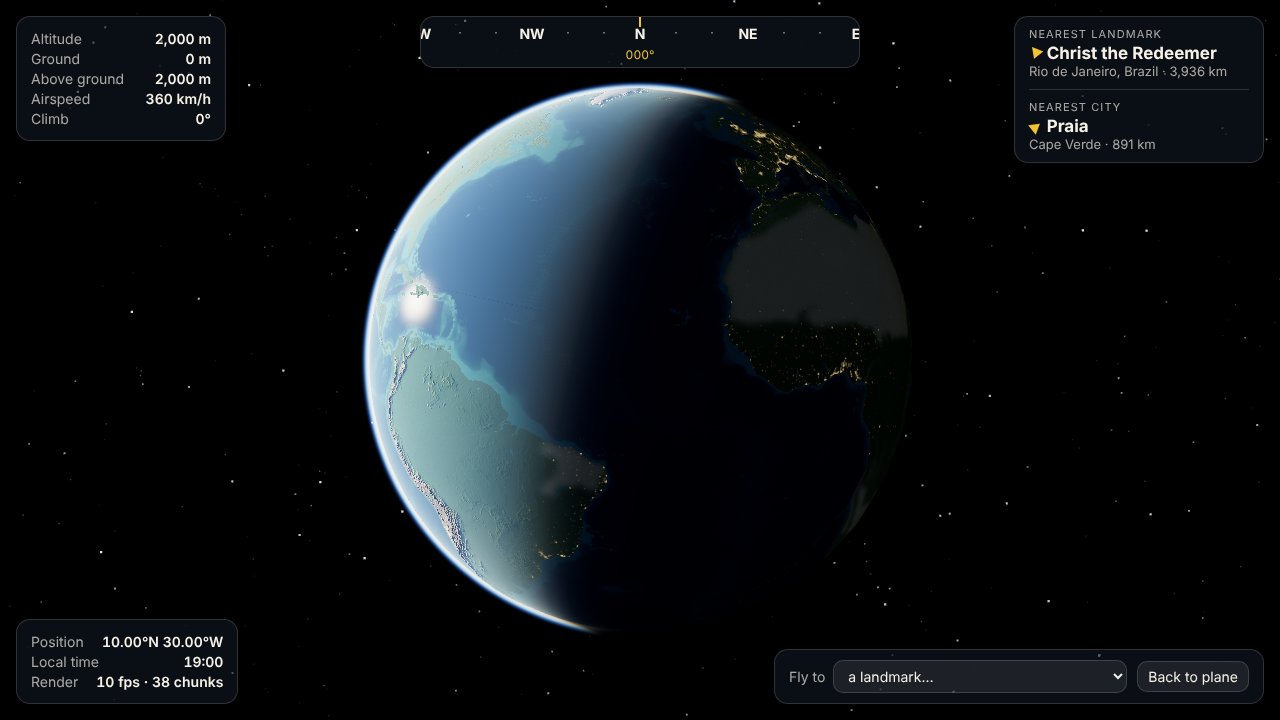 Altitude 2,000 m
Ground 0 m
Above ground 2,000 m
Airspeed 360 km/h
Climb 0°
W · · NW · · N · · NE · · E
000°
NEAREST LANDMARK
Christ the Redeemer
Rio de Janeiro, Brazil · 3,936 km
NEAREST CITY
Praia
Cape Verde · 891 km
Position 10.00°N 30.00°W
Local time 19:00
Render 10 fps · 38 chunks
Fly to a landmark... Back to plane